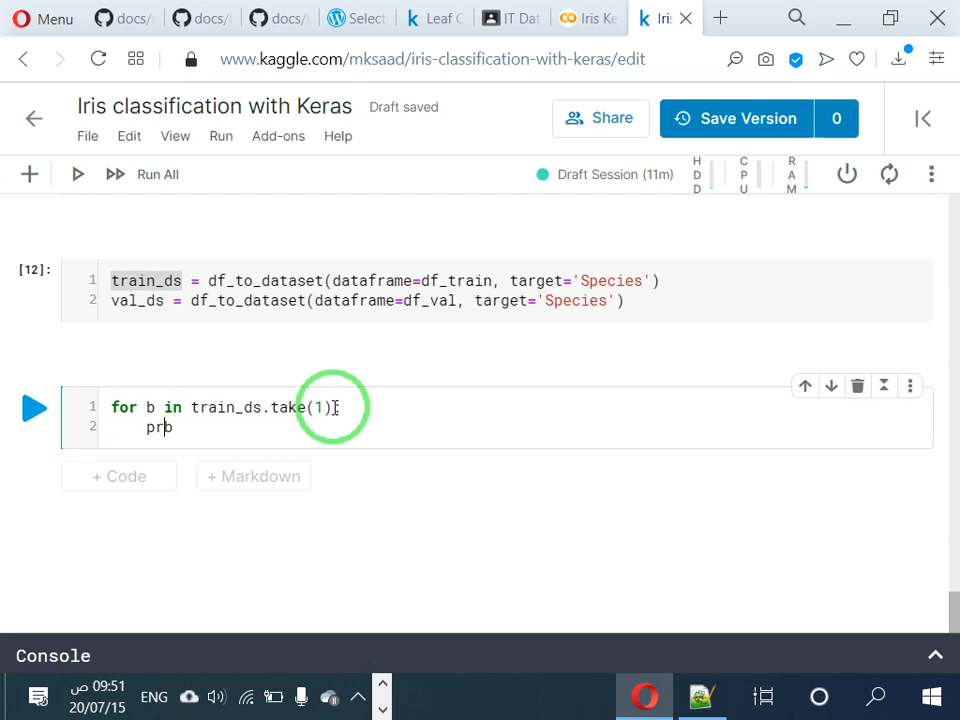 Menu docs/ docs/ docs/ Select Leaf C IT Dat Iris Ke Iris
www.kaggle.com/mksaad/iris-classification-with-keras/edit
Iris classification with Keras Draft saved
File Edit View Run Add-ons Help
Share
Save Version 0
Run All
Draft Session (11m)
HDD
CPU
RAM
[12]:
1 train_ds = df_to_dataset(dataframe=df_train, target='Species')
2 val_ds = df_to_dataset(dataframe=df_val, target='Species')
1 for b in train_ds.take(1):
2 prb
+ Code + Markdown
Console
09:51 ص
20/07/15
ENG